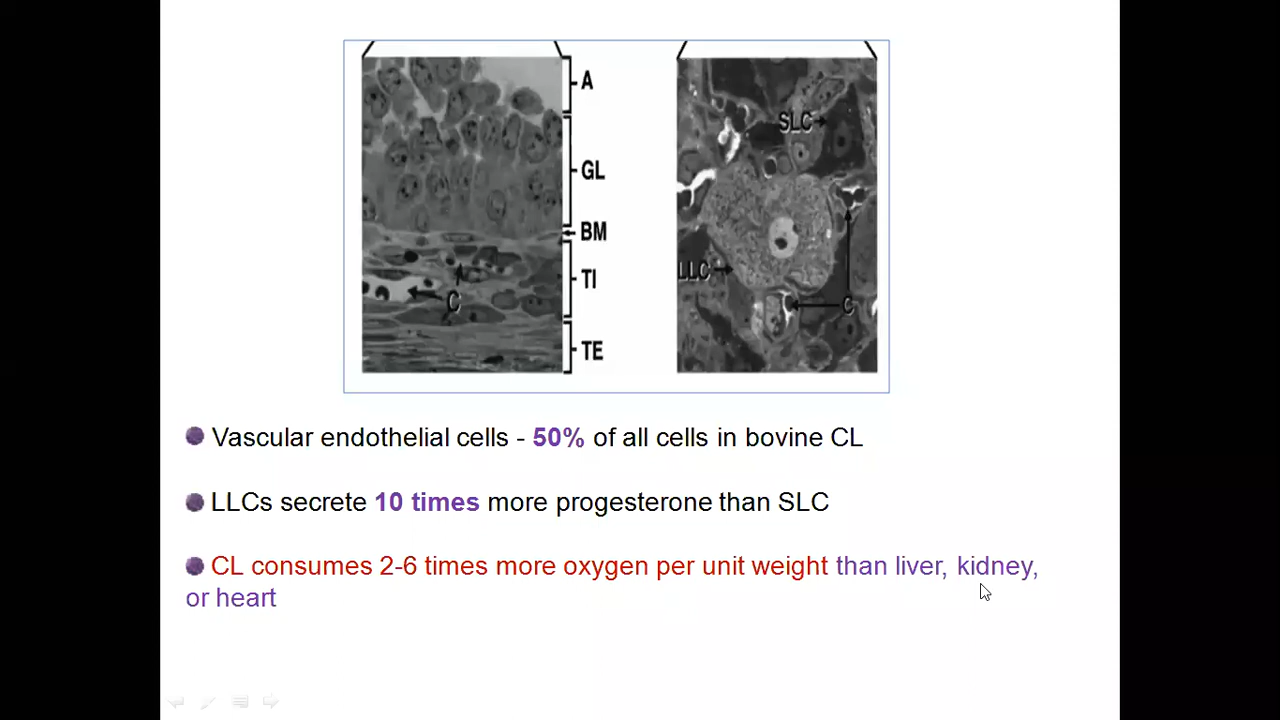 A
GL
BM
TI
C
TE
SLC
LLC
C
Vascular endothelial cells - 50% of all cells in bovine CL
LLCs secrete 10 times more progesterone than SLC
CL consumes 2-6 times more oxygen per unit weight than liver, kidney,
or heart